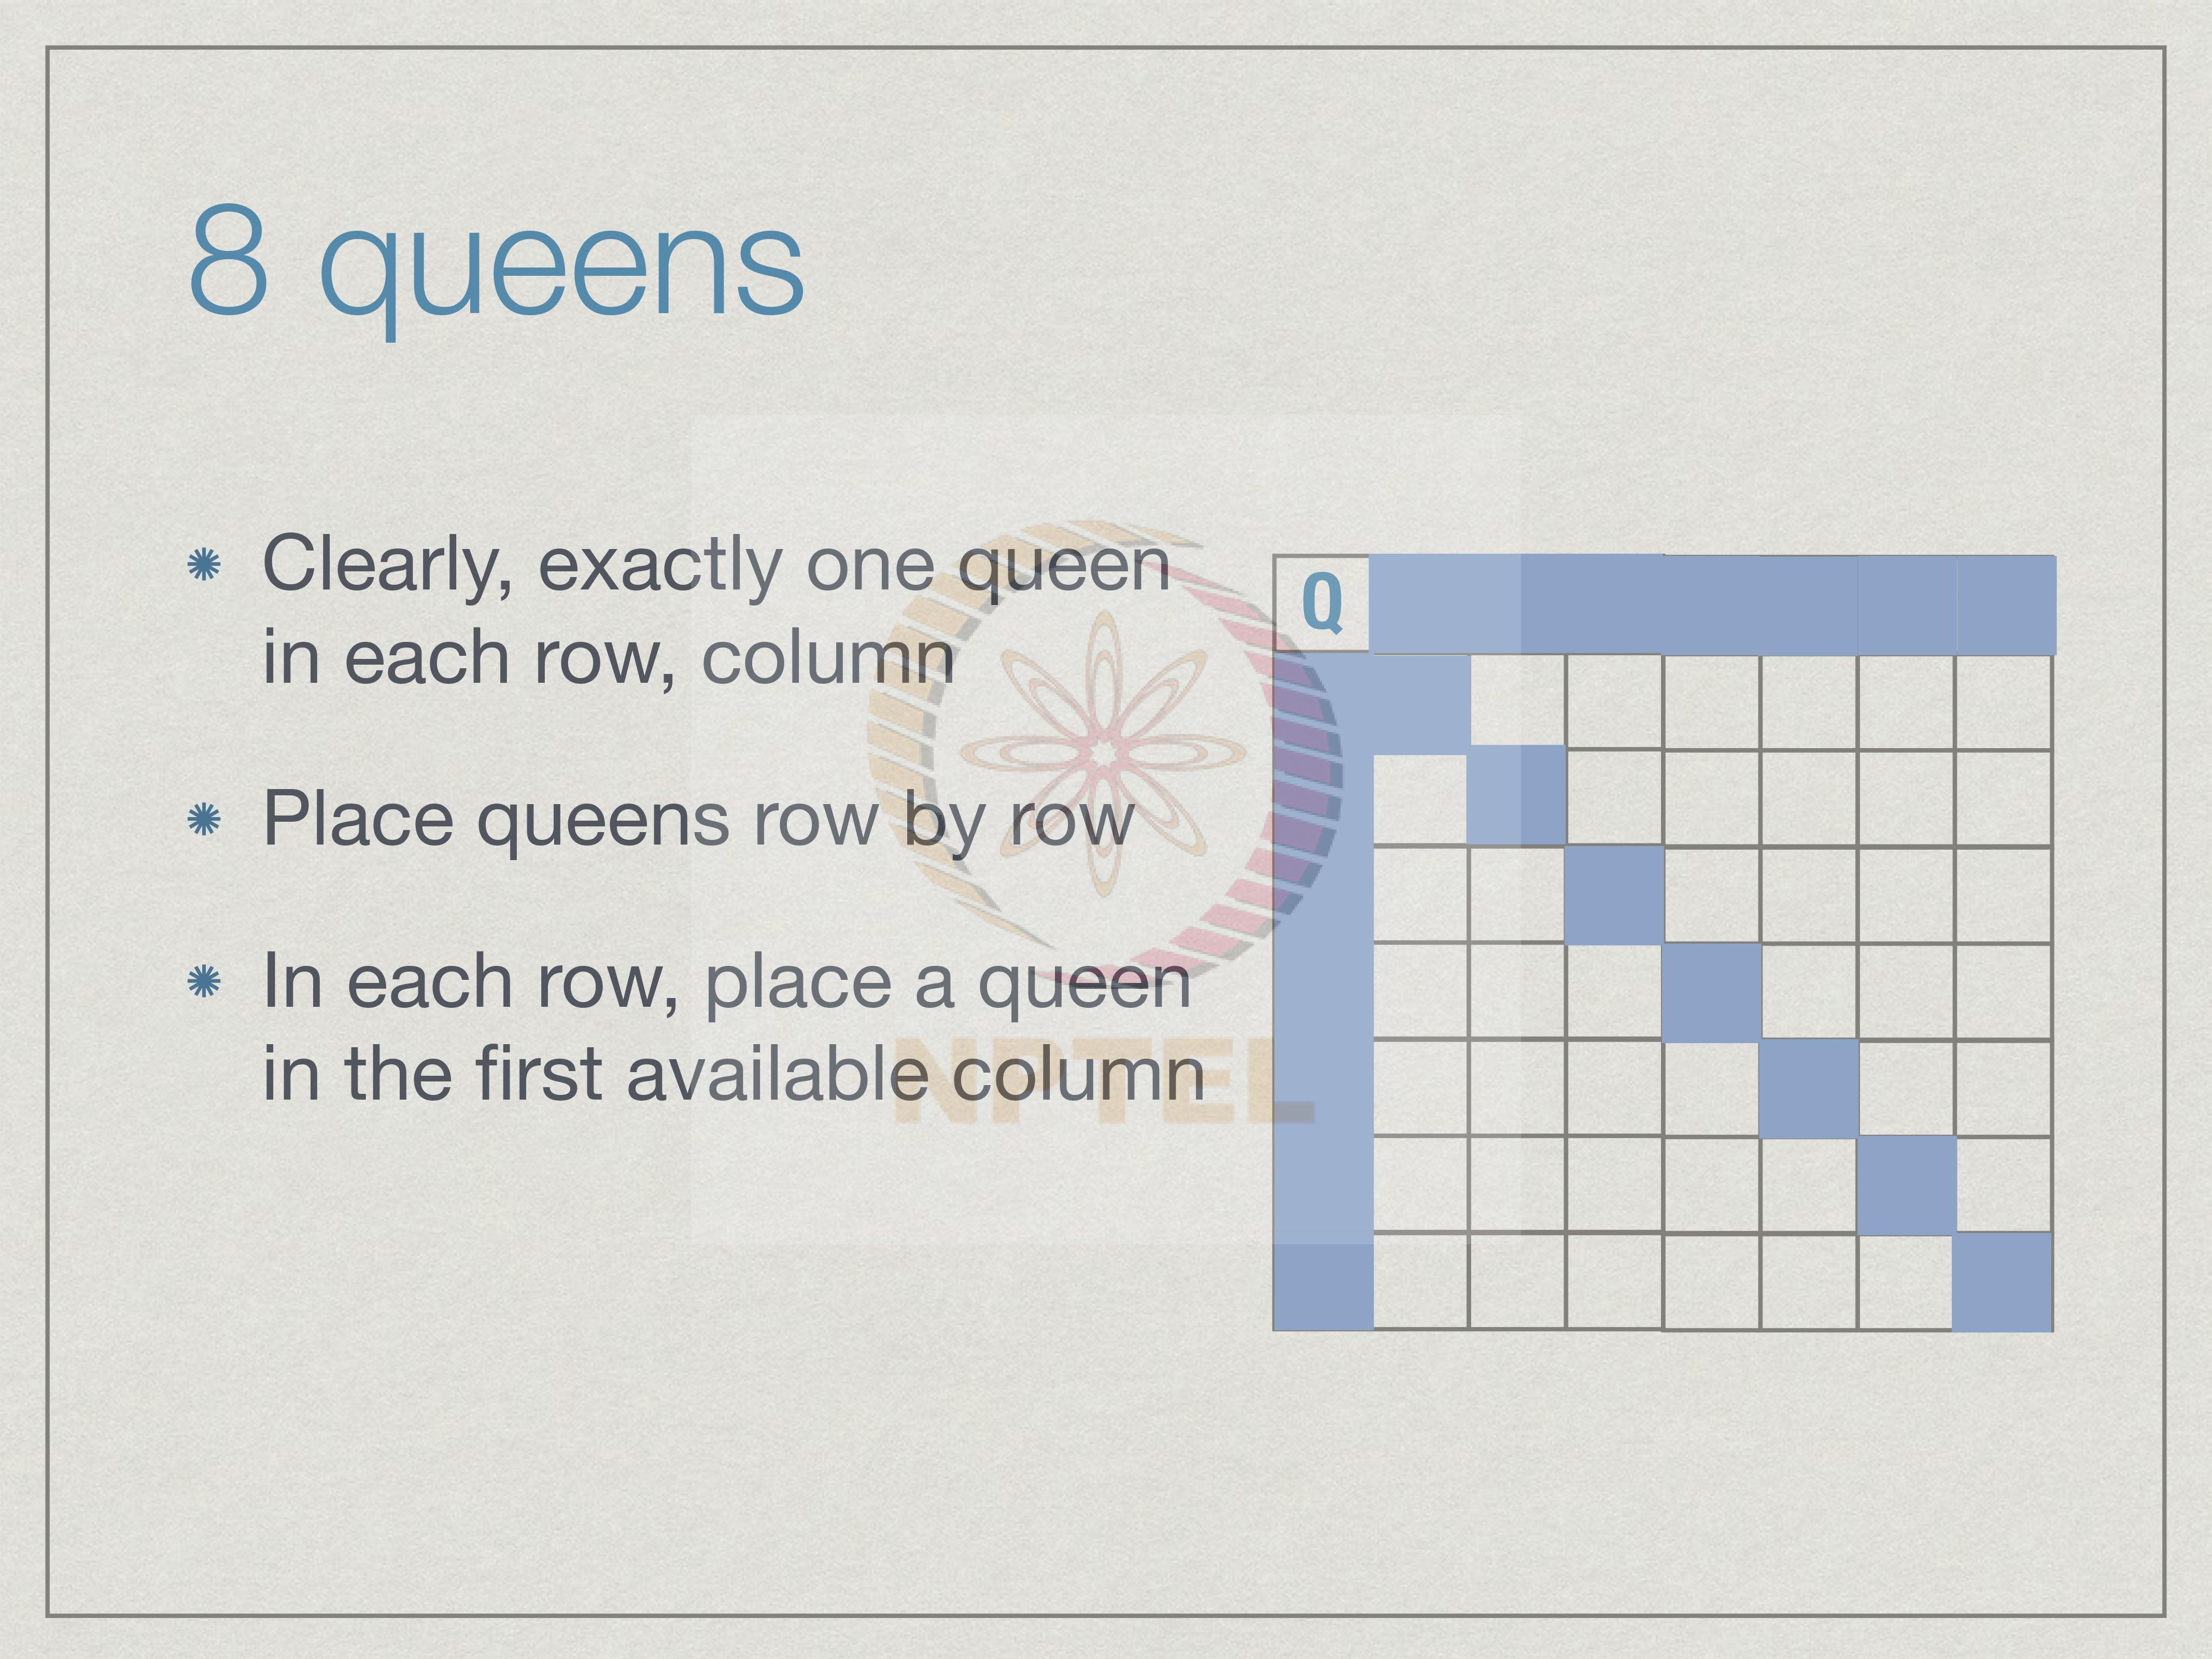 8 queens
Clearly, exactly one queen
in each row, column
Place queens row by row
In each row, place a queen
in the first available column
Q
NPTEL